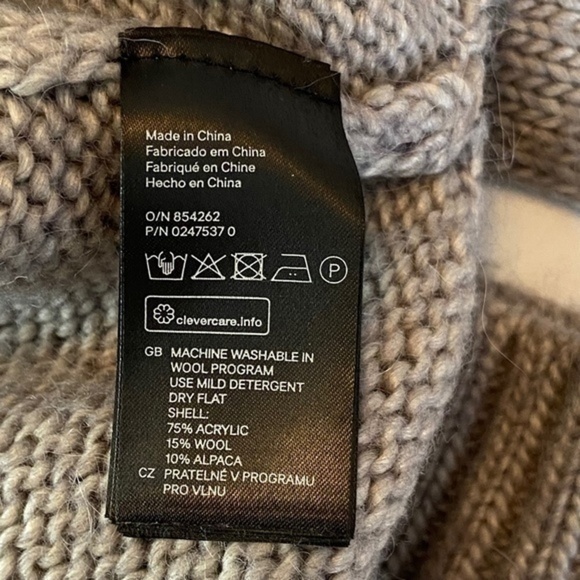 Made in China
Fabricado em China
Fabriqué en Chine
Hecho en China
O/N 854262
P/N 0247537 0
P
clevercare.info
GB MACHINE WASHABLE IN
WOOL PROGRAM
USE MILD DETERGENT
DRY FLAT
SHELL:
75% ACRYLIC
15% WOOL
10% ALPACA
CZ PRATELNÉ V PROGRAMU
PRO VLNU